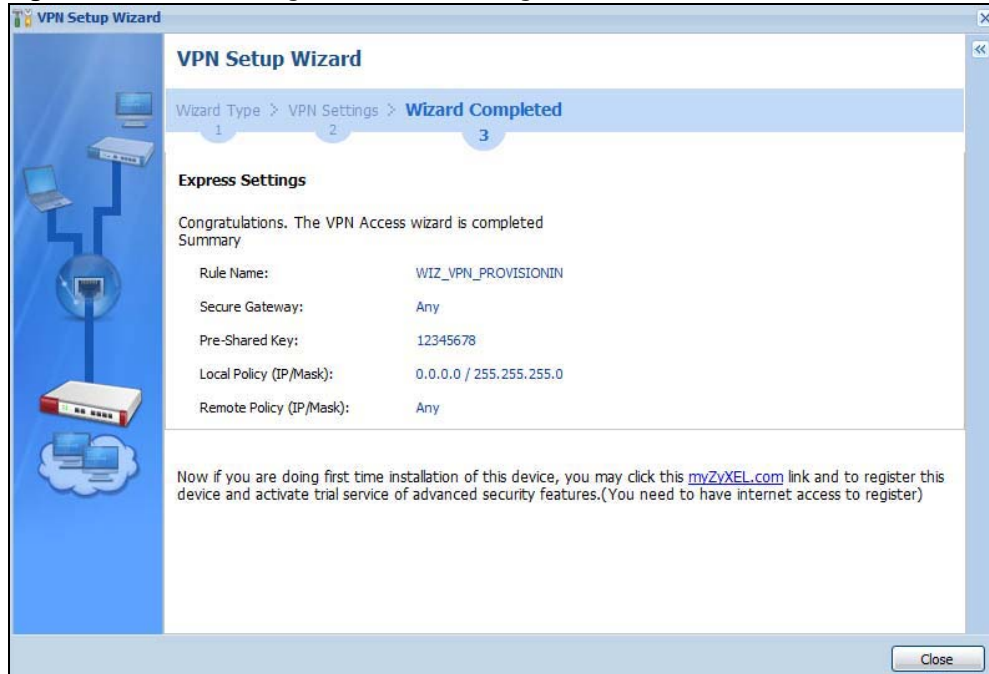 VPN Setup Wizard
VPN Setup Wizard
Wizard Type > VPN Settings > Wizard Completed
1 2 3
Express Settings
Congratulations. The VPN Access wizard is completed
Summary
Rule Name: WIZ_VPN_PROVISIONIN
Secure Gateway: Any
Pre-Shared Key: 12345678
Local Policy (IP/Mask): 0.0.0.0 / 255.255.255.0
Remote Policy (IP/Mask): Any
Now if you are doing first time installation of this device, you may click this myZyXEL.com link and to register this
device and activate trial service of advanced security features.(You need to have internet access to register)
Close